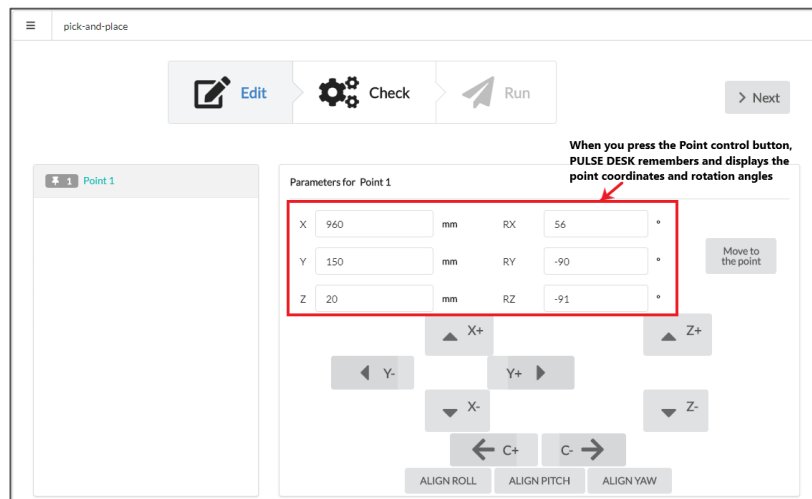 pick-and-place
Edit
Check
Run
Next
When you press the Point control button,
PULSE DESK remembers and displays the
point coordinates and rotation angles
1 Point 1
Parameters for Point 1
X 960 mm RX 56 °
Y 150 mm RY -90 °
Z 20 mm RZ -91 °
Move to
the point
X+
Z+
Y-
Y+
X-
Z-
C+
C-
ALIGN ROLL
ALIGN PITCH
ALIGN YAW